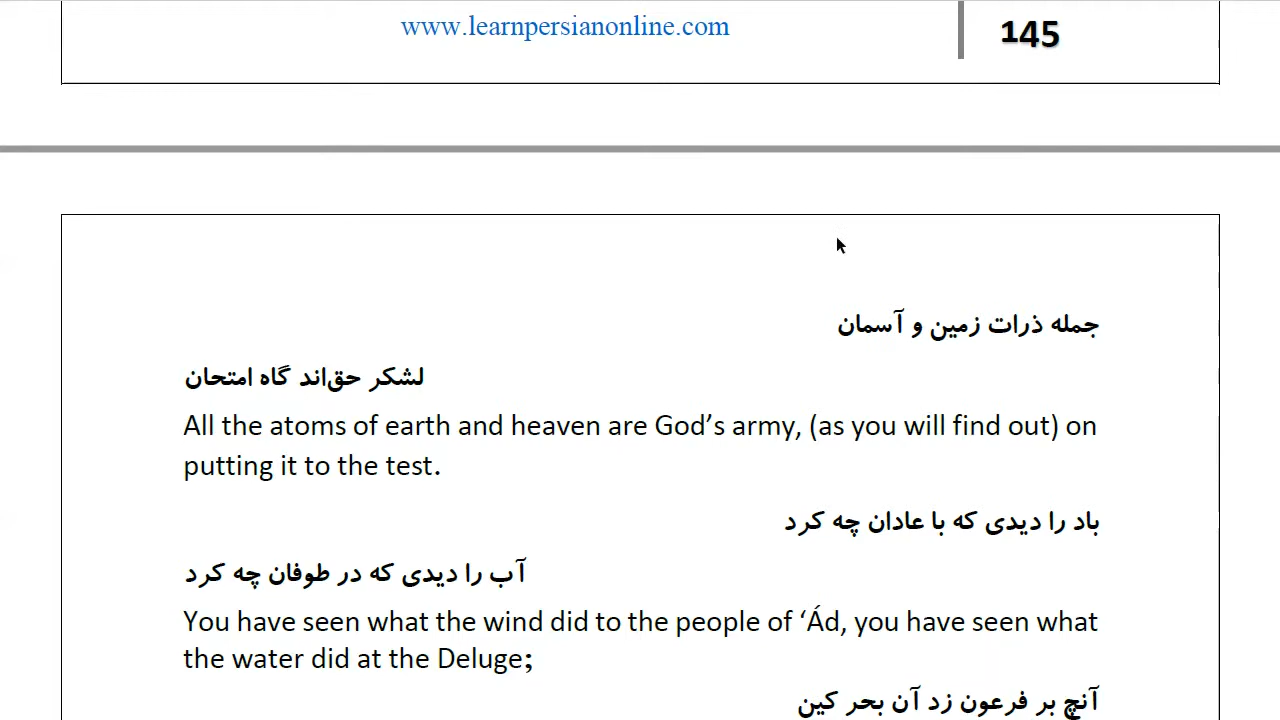 www.learnpersianonline.com
145
جمله ذرات زمین و آسمان
لشکر حق‌اند گاه امتحان
All the atoms of earth and heaven are God’s army, (as you will find out) on
putting it to the test.
باد را دیدی که با عادان چه کرد
آب را دیدی که در طوفان چه کرد
You have seen what the wind did to the people of ‘Ád, you have seen what
the water did at the Deluge;
آنچ بر فرعون زد آن بحر کین